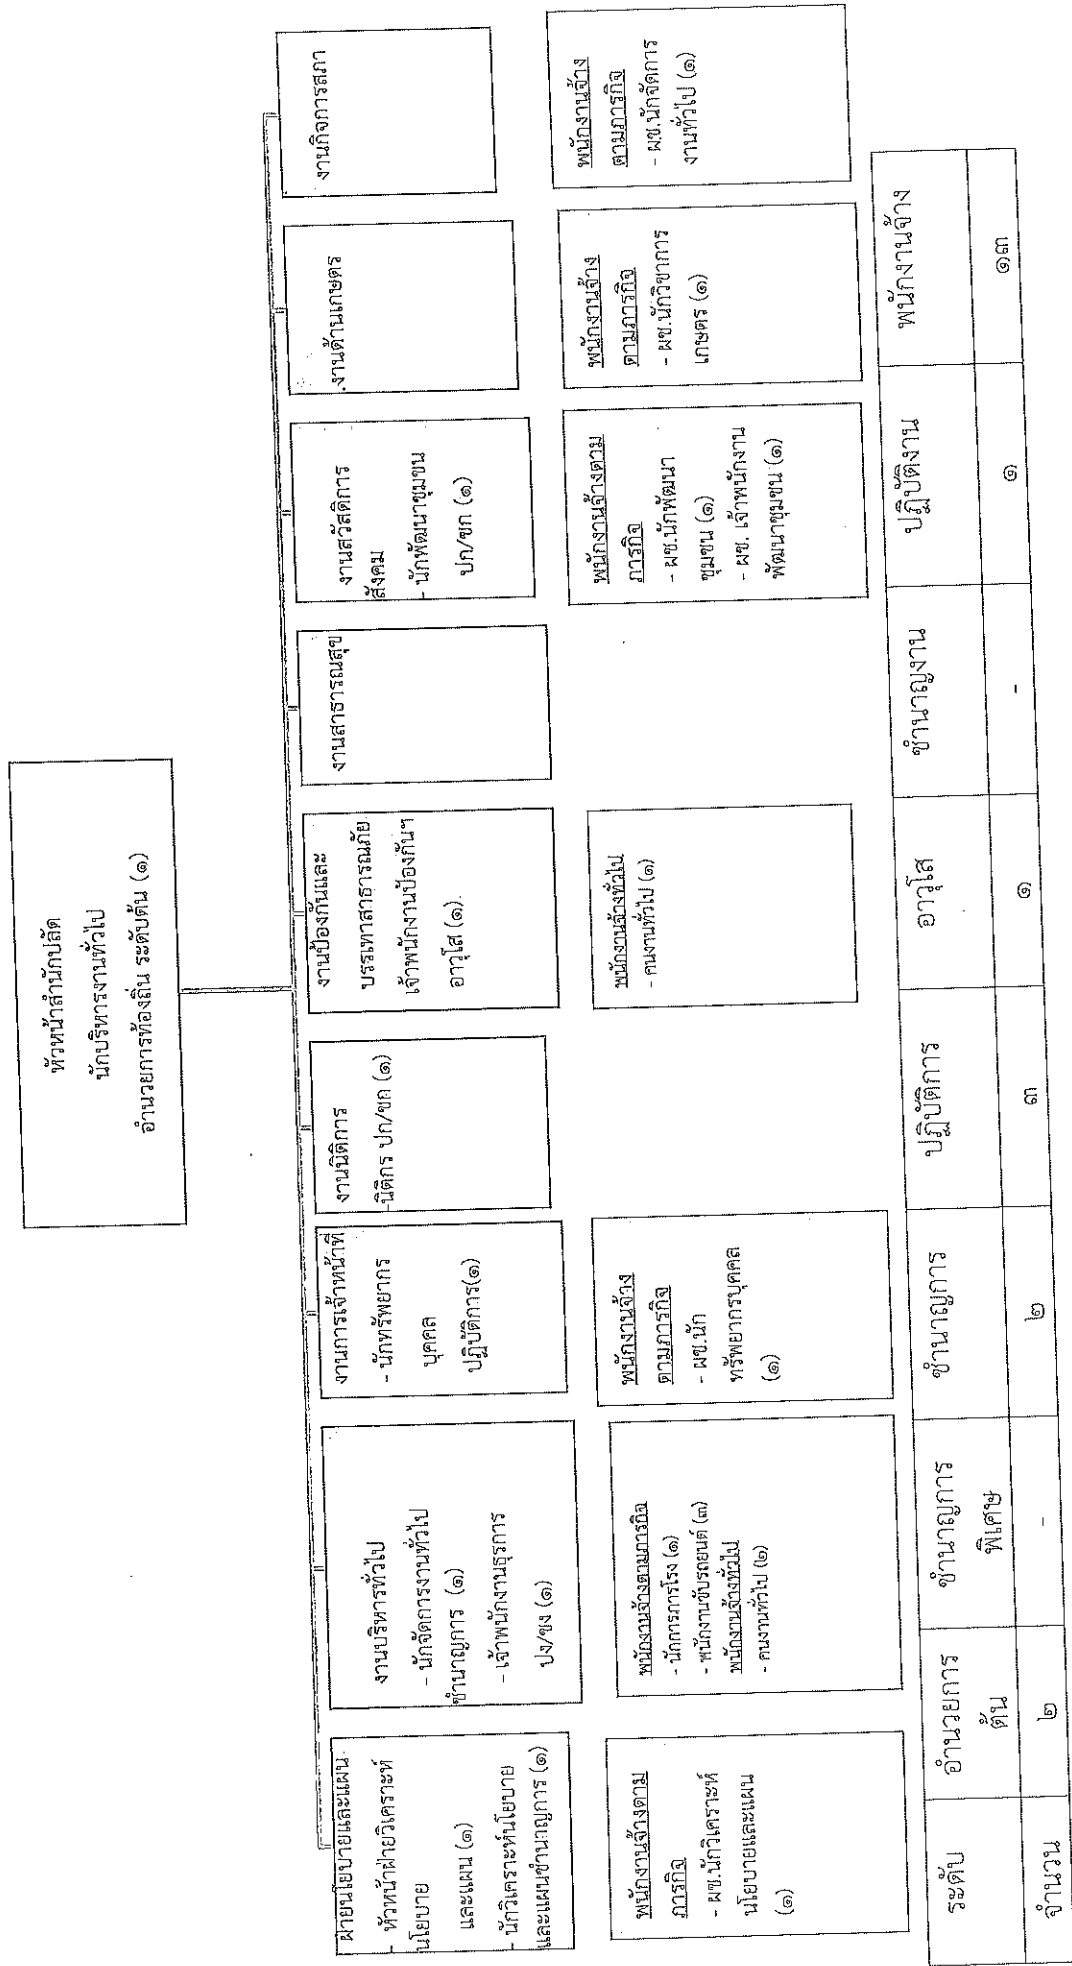 หัวหน้าสำนักปลัด
นักบริหารงานทั่วไป
อำนวยการท้องถิ่น ระดับต้น (๑)
ฝ่ายนโยบายและแผน
- หัวหน้าฝ่ายวิเคราะห์
นโยบาย
และแผน (๑)
- นักวิเคราะห์นโยบาย
และแผนชำนาญการ (๑)
งานบริหารทั่วไป
- นักจัดการงานทั่วไป
ชำนาญการ (๑)
- เจ้าพนักงานธุรการ
ปง/ชง (๑)
งานการเจ้าหน้าที่
- นักทรัพยากร
บุคคล
ปฏิบัติการ(๑)
งานนิติการ
-นิติกร ปก/ชก (๑)
งานป้องกันและ
บรรเทาสาธารณภัย
เจ้าพนักงานป้องกันฯ
อาวุโส (๑)
งานสาธารณสุข
งานสวัสดิการ
สังคม
- นักพัฒนาชุมชน
ปก/ชก (๑)
งานด้านเกษตร
งานกิจการสภา
พนักงานจ้างตาม
ภารกิจ
- ผช.นักวิเคราะห์
นโยบายและแผน
(๑)
พนักงานจ้างตามภารกิจ
- นักการภารโรง (๑)
- พนักงานขับรถยนต์ (๓)
พนักงานจ้างทั่วไป
- คนงานทั่วไป (๒)
พนักงานจ้าง
ตามภารกิจ
- ผช.นัก
ทรัพยากรบุคคล
(๑)
พนักงานจ้างทั่วไป
- คนงานทั่วไป (๑)
พนักงานจ้างตาม
ภารกิจ
- ผช.นักพัฒนา
ชุมชน (๑)
- ผช. เจ้าพนักงาน
พัฒนาชุมชน (๑)
พนักงานจ้าง
ตามภารกิจ
- ผช.นักวิชาการ
เกษตร (๑)
พนักงานจ้าง
ตามภารกิจ
- ผช.นักจัดการ
งานทั่วไป (๑)
ระดับ อำนวยการ ชำนาญการ ชำนาญการ ปฏิบัติการ อาวุโส ชำนาญงาน ปฏิบัติงาน พนักงานจ้าง
ต้น พิเศษ
จำนวน ๒ - ๒ ๓ ๑ - ๑ ๑๓